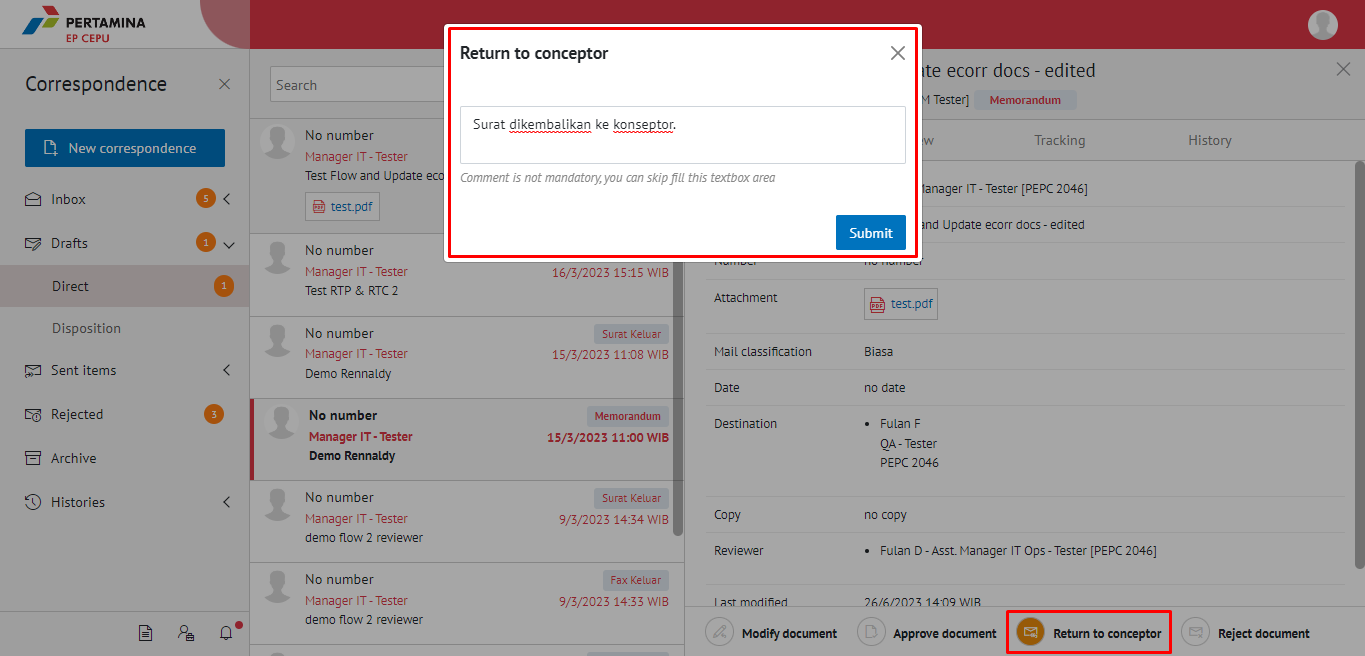 PERTAMINA
EP CEPU
Correspondence
New correspondence
Inbox
5
Drafts
1
Direct
1
Disposition
Sent items
Rejected
3
Archive
Histories
Search
No number
Manager IT - Tester
Test Flow and Update eco
test.pdf
No number
Manager IT - Tester
16/3/2023 15:15 WIB
Test RTP & RTC 2
No number
Surat Keluar
Manager IT - Tester
15/3/2023 11:08 WIB
Demo Rennaldy
No number
Memorandum
Manager IT - Tester
15/3/2023 11:00 WIB
Demo Rennaldy
No number
Surat Keluar
Manager IT - Tester
9/3/2023 14:34 WIB
demo flow 2 reviewer
No number
Fax Keluar
Manager IT - Tester
9/3/2023 14:33 WIB
demo flow 2 reviewer
Return to conceptor
Surat dikembalikan ke konseptor.
Comment is not mandatory, you can skip fill this textbox area
Submit
te ecorr docs - edited
M Tester]
Memorandum
ew
Tracking
History
Manager IT - Tester [PEPC 2046]
nd Update ecorr docs - edited
Number
no number
Attachment
test.pdf
Mail classification
Biasa
Date
no date
Destination
• Fulan F
QA - Tester
PEPC 2046
Copy
no copy
Reviewer
• Fulan D - Asst. Manager IT Ops - Tester [PEPC 2046]
Last modified
26/6/2023 14:09 WIB
Modify document
Approve document
Return to conceptor
Reject document